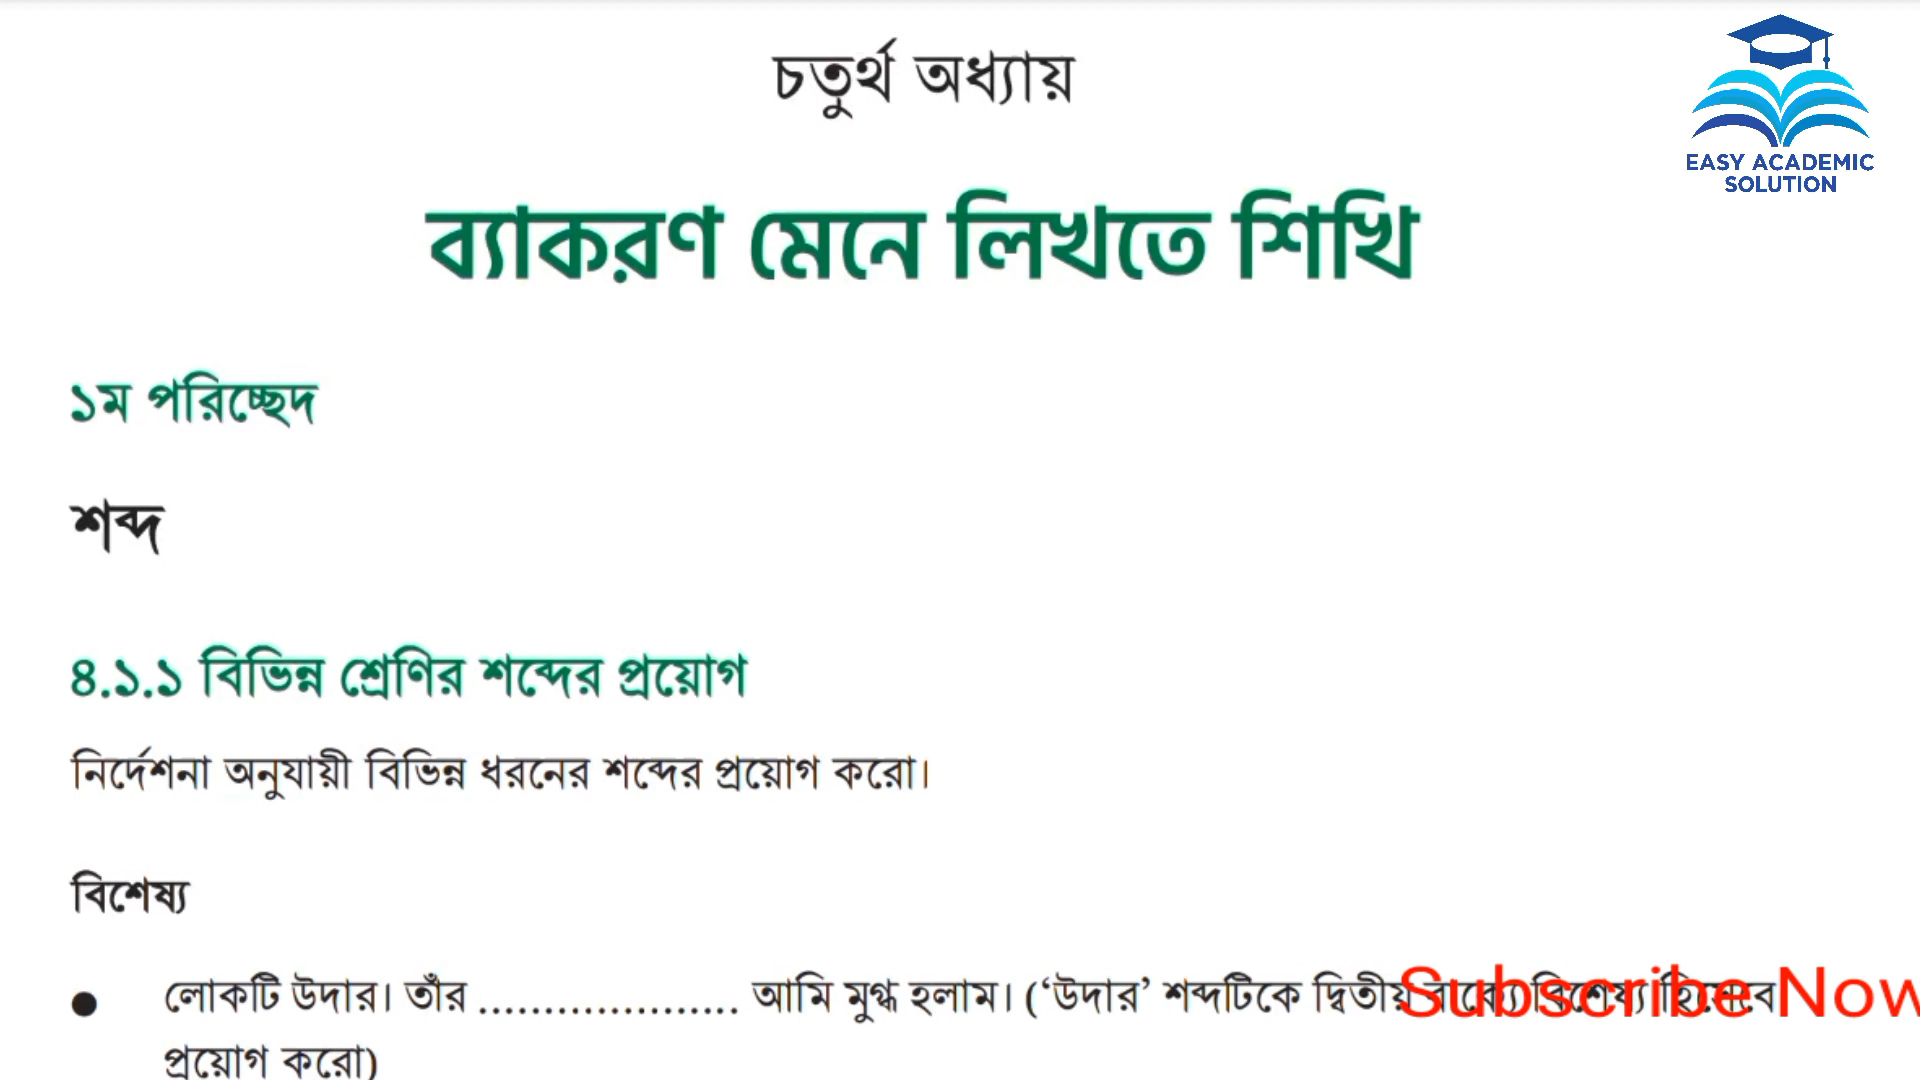 চতুর্থ অধ্যায়
EASY ACADEMIC
SOLUTION
ব্যাকরণ মেনে লিখতে শিখি
১ম পরিচ্ছেদ
শব্দ
৪.১.১ বিভিন্ন শ্রেণির শব্দের প্রয়োগ
নির্দেশনা অনুযায়ী বিভিন্ন ধরনের শব্দের প্রয়োগ করো।
বিশেষ্য
● লোকটি উদার। তাঁর .................... আমি মুগ্ধ হলাম। (‘উদার’ শব্দটিকে দ্বিতীয় বাক্যে বিশেষ্য হিসেবে
Subscribe Now
প্রয়োগ করো)